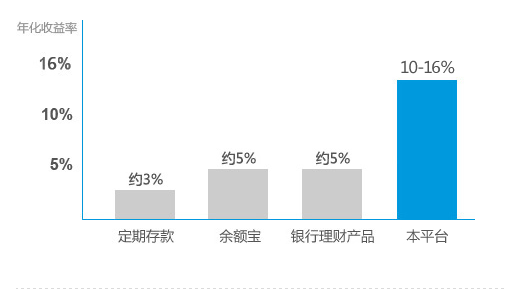 年化收益率
16%
10%
5%
约3%
约5%
约5%
10-16%
定期存款
余额宝
银行理财产品
本平台